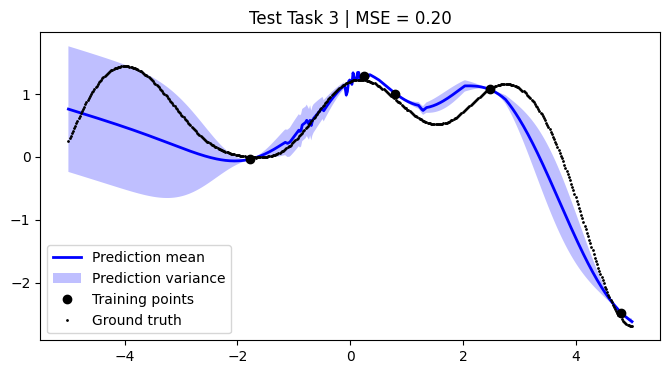 Test Task 3 | MSE = 0.20
1
0
−1
−2
Prediction mean
Prediction variance
Training points
Ground truth
−4 −2 0 2 4